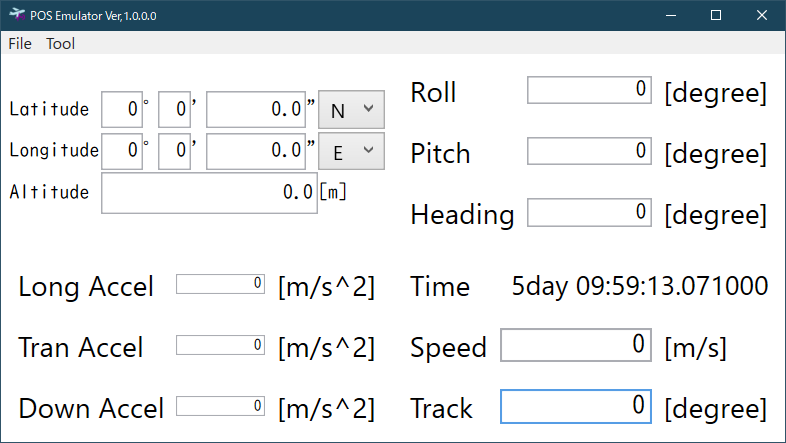 POS Emulator Ver,1.0.0.0
File Tool
Latitude 0° 0' 0.0" N
Longitude 0° 0' 0.0" E
Altitude 0.0 [m]
Roll 0 [degree]
Pitch 0 [degree]
Heading 0 [degree]
Long Accel 0 [m/s^2]
Tran Accel 0 [m/s^2]
Down Accel 0 [m/s^2]
Time 5day 09:59:13.071000
Speed 0 [m/s]
Track 0 [degree]